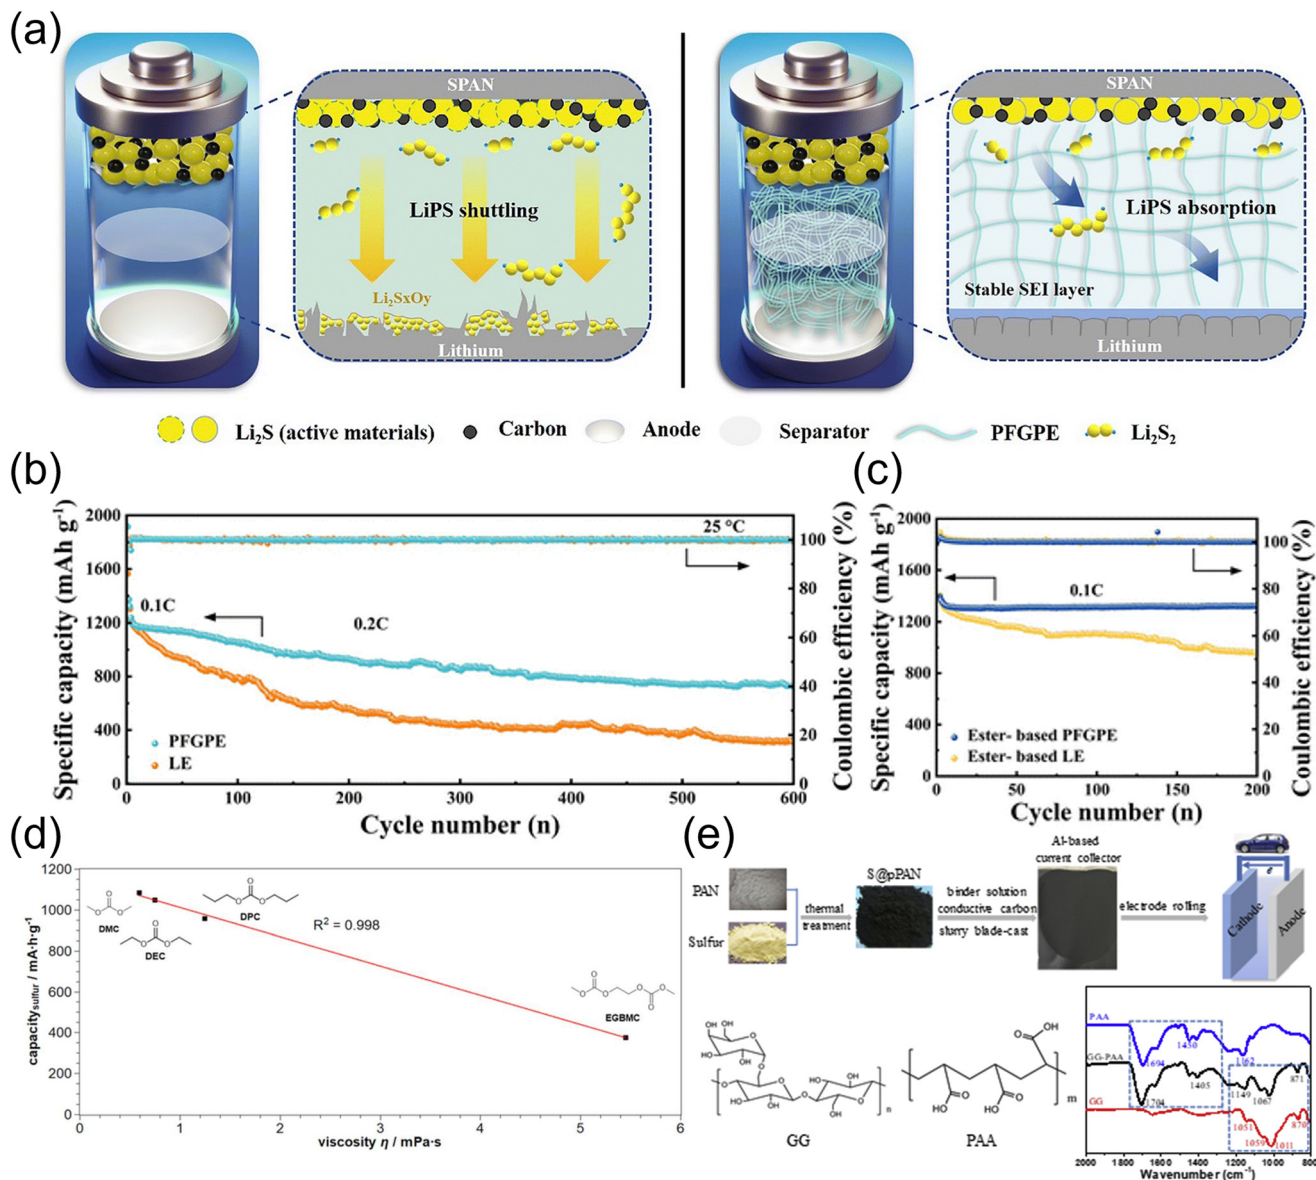 (a)
SPAN
LiPS shuttling
Li2SxOy
Lithium
SPAN
LiPS absorption
Stable SEI layer
Lithium
Li2S (active materials)
Carbon
Anode
Separator
PFGPE
Li2S2
(b)
Specific capacity (mAh g-1)
2000
1600
1200
800
400
0
0.1C
0.2C
25 °C
PFGPE
LE
0
100
200
300
400
500
600
Cycle number (n)
100
80
60
40
20
0
Coulombic efficiency (%)
(c)
Specific capacity (mAh g-1)
2000
1600
1200
800
400
0
0.1C
Ester- based PFGPE
Ester- based LE
0
50
100
150
200
Cycle number (n)
100
80
60
40
20
0
Coulombic efficiency (%)
(d)
capacitysulfur / mA·h·g-1
1200
1000
800
600
400
200
0
DMC
DEC
DPC
R2 = 0.998
EGBMC
0
1
2
3
4
5
6
viscosity η / mPa·s
(e)
PAN
Sulfur
thermal
treatment
S@pPAN
binder solution
conductive carbon
slurry blade-cast
Al-based
current collector
electrode rolling
e
Cathode
Anode
GG
n
PAA
m
PAA
1694
1450
1162
GG-PAA
1704
1405
1149
1067
871
GG
1051
1059
1011
870
2000
1800
1600
1400
1200
1000
800
Wavenumber (cm-1)